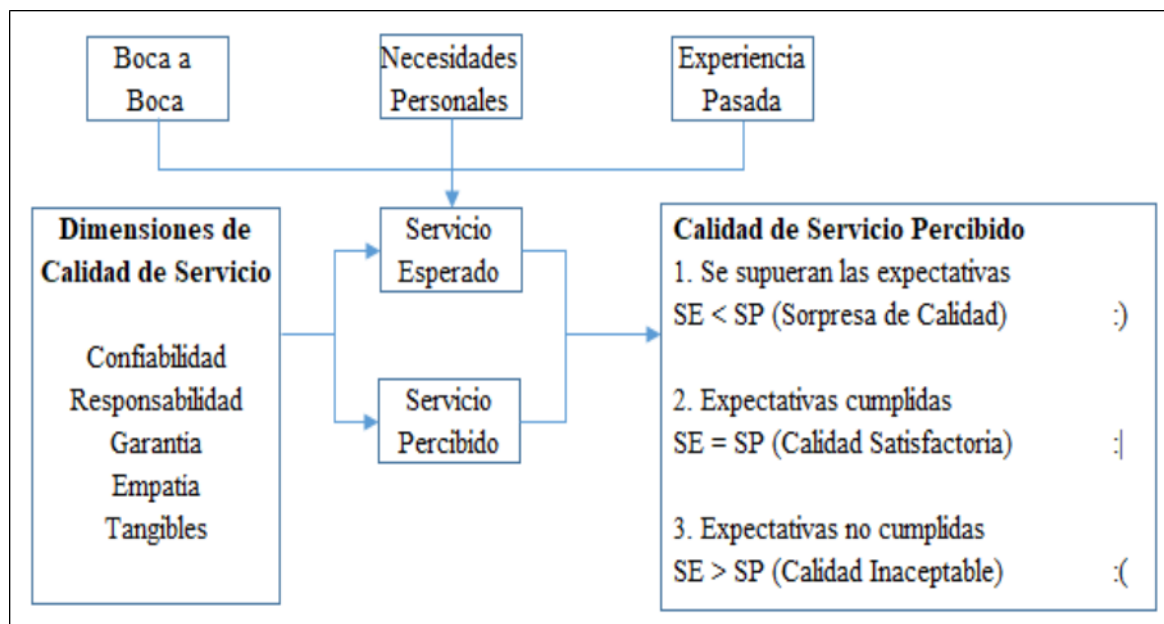 Boca a
Boca
Necesidades
Personales
Experiencia
Pasada
Dimensiones de
Calidad de Servicio
Confiabilidad
Responsabilidad
Garantia
Empatia
Tangibles
Servicio
Esperado
Servicio
Percibido
Calidad de Servicio Percibido
1. Se supueran las expectativas
SE < SP (Sorpresa de Calidad) :)
2. Expectativas cumplidas
SE = SP (Calidad Satisfactoria) :|
3. Expectativas no cumplidas
SE > SP (Calidad Inaceptable) :(